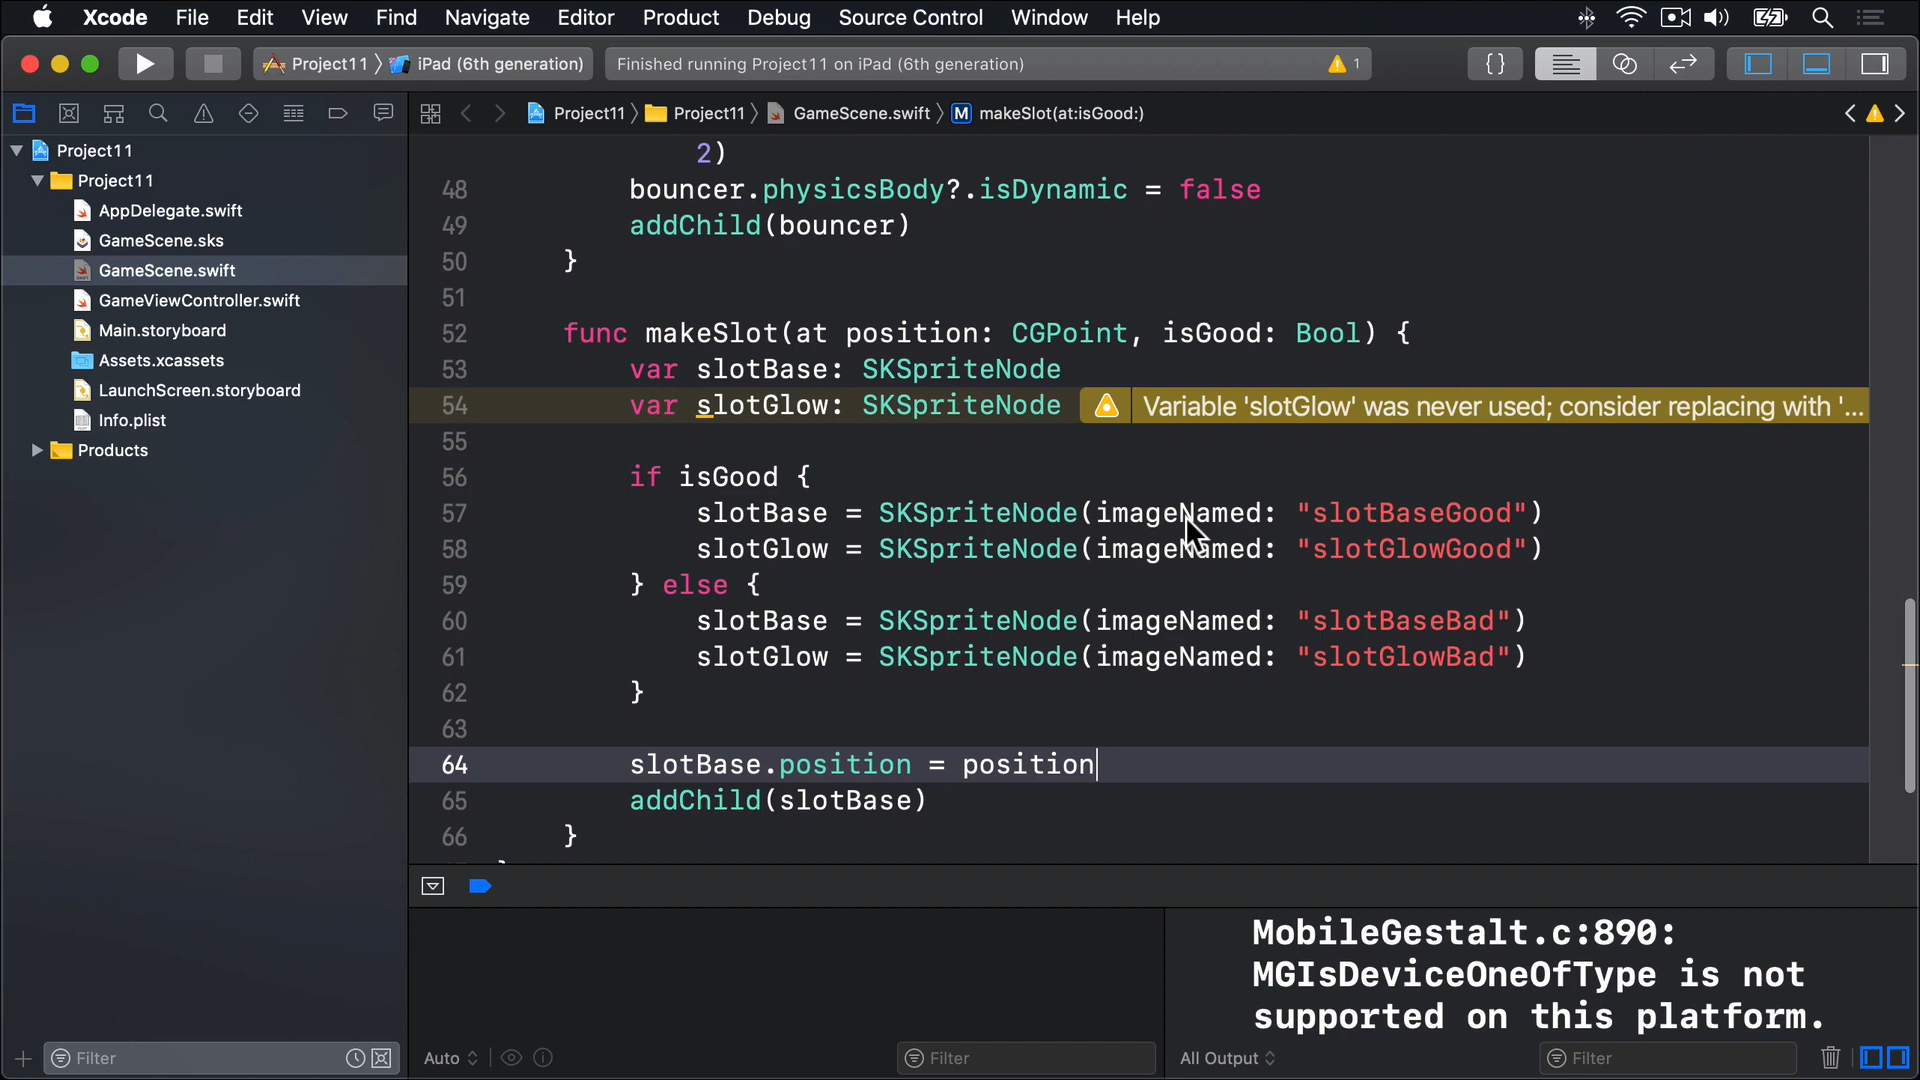 Xcode File Edit View Find Navigate Editor Product Debug Source Control Window Help
Project11 iPad (6th generation) Finished running Project11 on iPad (6th generation) 1
Project11 Project11 GameScene.swift M makeSlot(at:isGood:)
Project11
Project11
AppDelegate.swift
GameScene.sks
GameScene.swift
GameViewController.swift
Main.storyboard
Assets.xcassets
LaunchScreen.storyboard
Info.plist
Products
2)
48 bouncer.physicsBody?.isDynamic = false
49 addChild(bouncer)
50 }
51
52 func makeSlot(at position: CGPoint, isGood: Bool) {
53 var slotBase: SKSpriteNode
54 var slotGlow: SKSpriteNode Variable 'slotGlow' was never used; consider replacing with '...
55
56 if isGood {
57 slotBase = SKSpriteNode(imageNamed: "slotBaseGood")
58 slotGlow = SKSpriteNode(imageNamed: "slotGlowGood")
59 } else {
60 slotBase = SKSpriteNode(imageNamed: "slotBaseBad")
61 slotGlow = SKSpriteNode(imageNamed: "slotGlowBad")
62 }
63
64 slotBase.position = position
65 addChild(slotBase)
66 }
MobileGestalt.c:890:
MGIsDeviceOneOfType is not
supported on this platform.
Filter Auto Filter All Output Filter